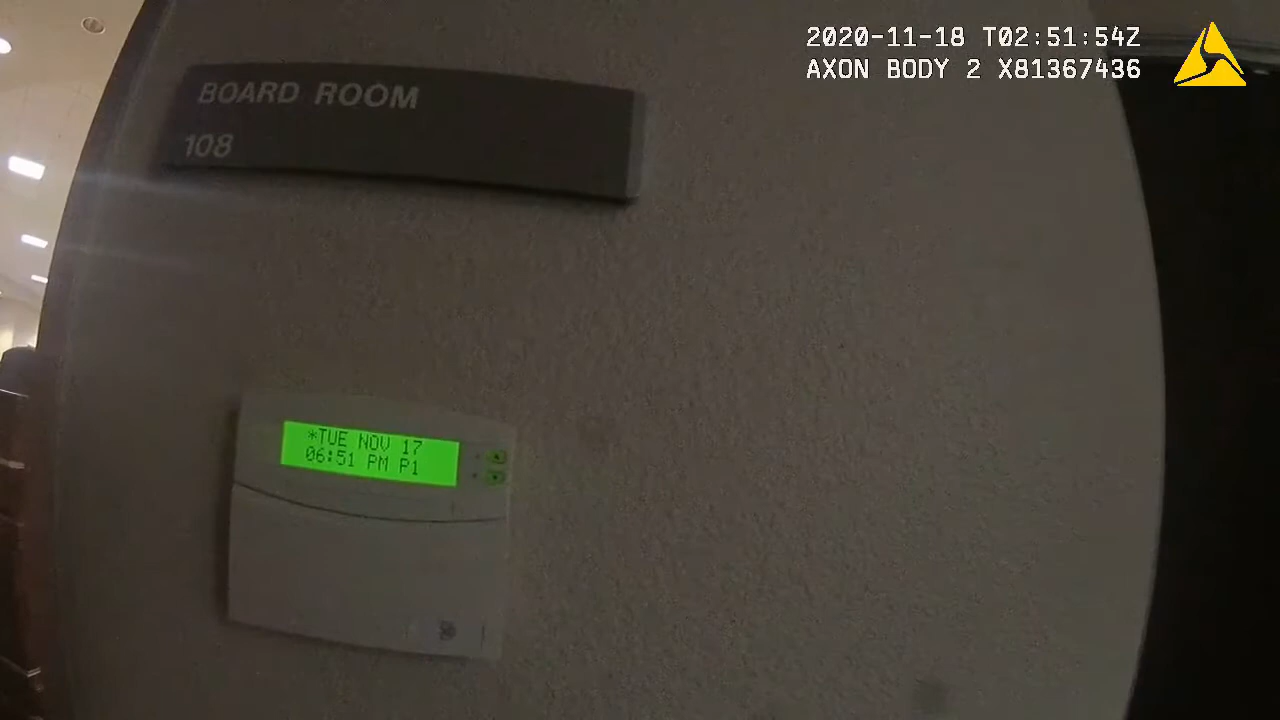 2020-11-18 T02:51:54Z
AXON BODY 2 X81367436
BOARD ROOM
108
*TUE NOV 17
06:51 PM P1